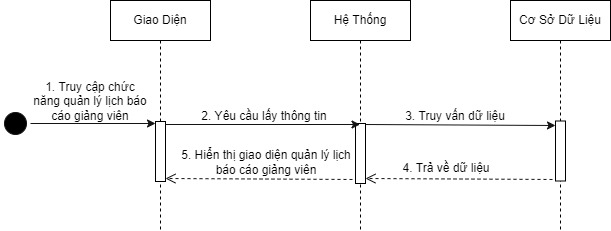 Giao Diện
Hệ Thống
Cơ Sở Dữ Liệu
1. Truy cập chức
năng quản lý lịch báo
cáo giảng viên
2. Yêu cầu lấy thông tin
3. Truy vấn dữ liệu
5. Hiển thị giao diện quản lý lịch
báo cáo giảng viên
4. Trả về dữ liệu